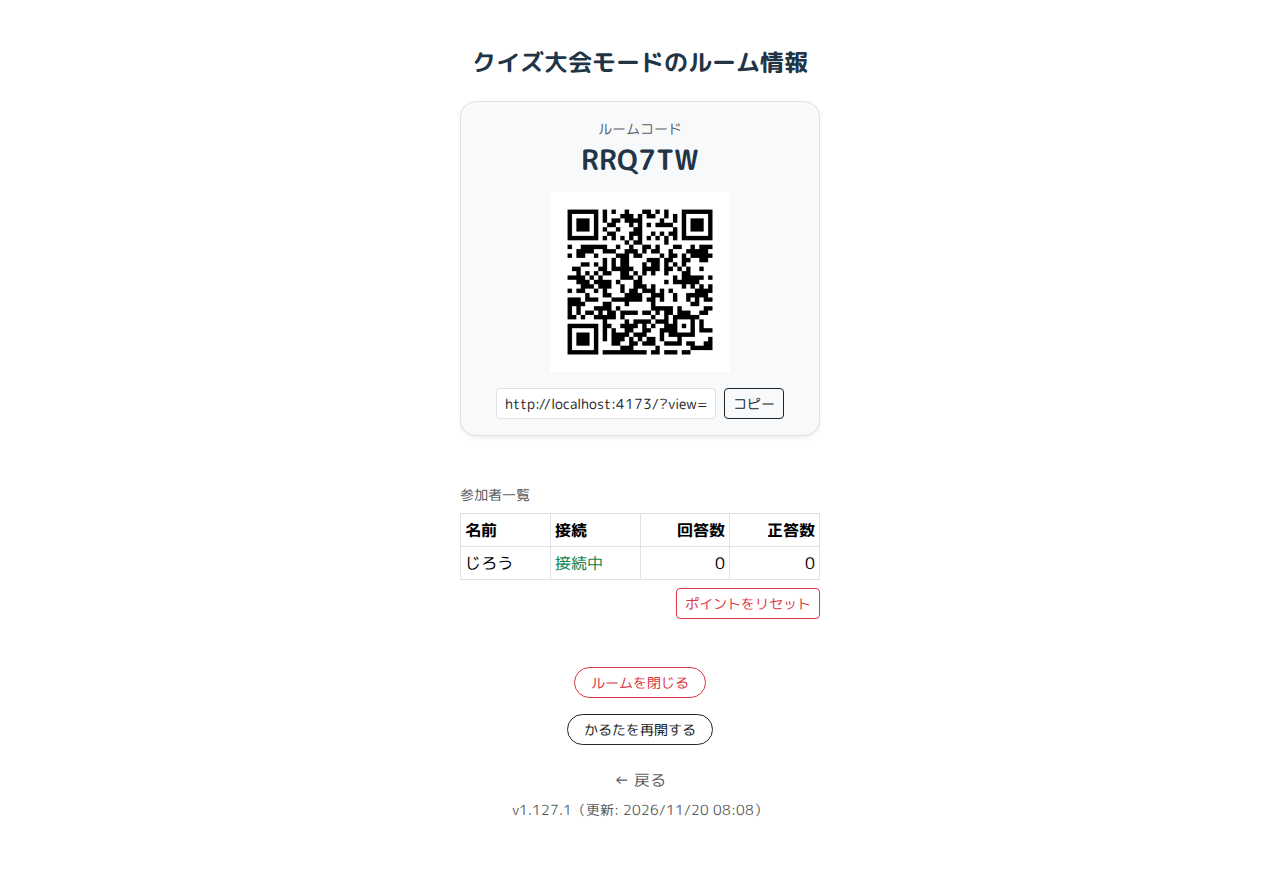 クイズ大会モードのルーム情報
ルームコード
RRQ7TW
http://localhost:4173/?view= コピー
参加者一覧
名前 接続 回答数 正答数
じろう 接続中 0 0
ポイントをリセット
ルームを閉じる
かるたを再開する
← 戻る
v1.127.1（更新: 2026/11/20 08:08）